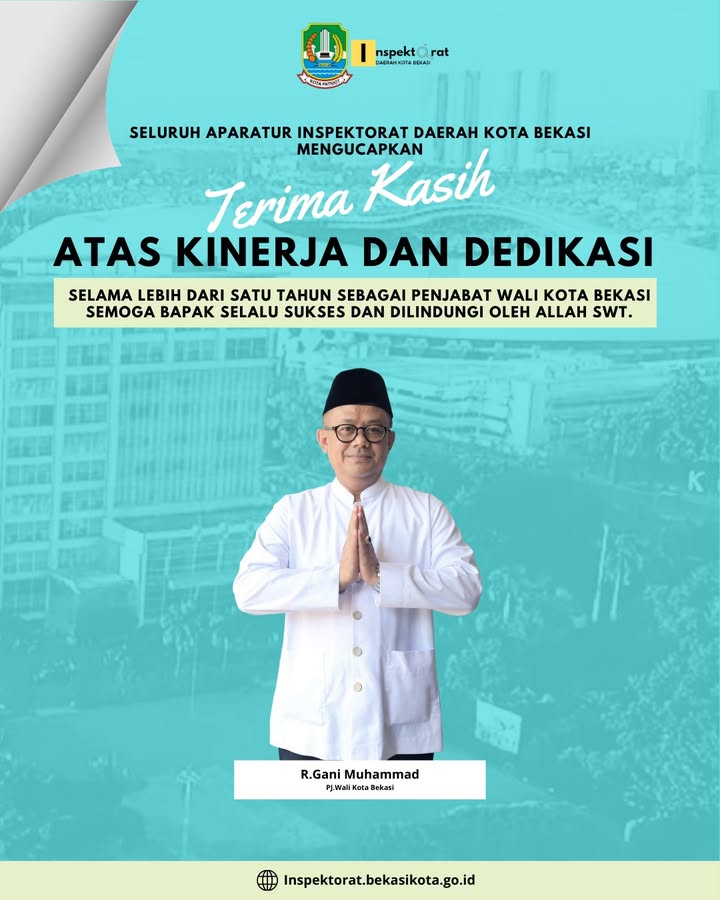 KOTA PATRIOT
Inspektorat
DAERAH KOTA BEKASI
SELURUH APARATUR INSPEKTORAT DAERAH KOTA BEKASI
MENGUCAPKAN
Terima Kasih
ATAS KINERJA DAN DEDIKASI
SELAMA LEBIH DARI SATU TAHUN SEBAGAI PENJABAT WALI KOTA BEKASI
SEMOGA BAPAK SELALU SUKSES DAN DILINDUNGI OLEH ALLAH SWT.
K
R.Gani Muhammad
PJ.Wali Kota Bekasi
Inspektorat.bekasikota.go.id